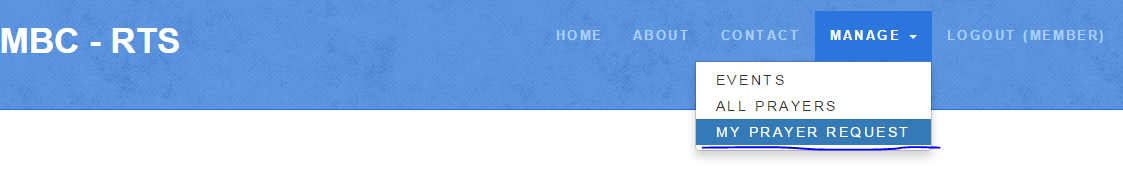 MBC - RTS
HOME ABOUT CONTACT MANAGE LOGOUT (MEMBER)
EVENTS
ALL PRAYERS
MY PRAYER REQUEST